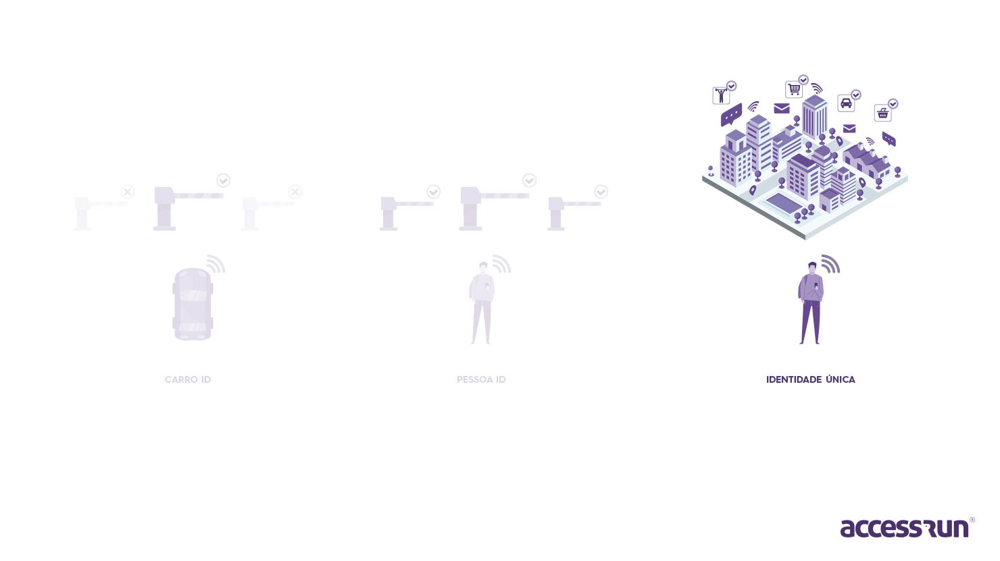 CARRO ID
PESSOA ID
IDENTIDADE ÚNICA
accessRun®